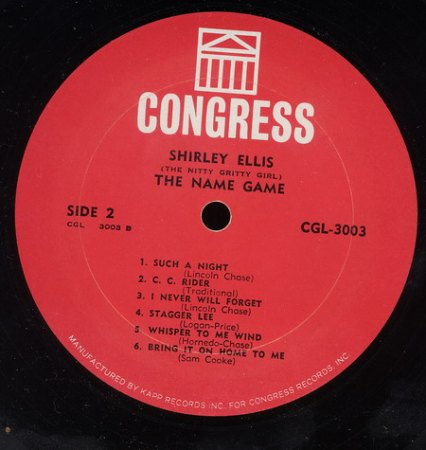 CONGRESS
SHIRLEY ELLIS
(THE NITTY GRITTY GIRL)
THE NAME GAME
SIDE 2
CGL 3003 B
CGL-3003
1. SUCH A NIGHT
(Lincoln Chase)
2. C. C. RIDER
(Traditional)
3. I NEVER WILL FORGET
(Lincoln Chase)
4. STAGGER LEE
(Logan-Price)
5. WHISPER TO ME WIND
(Hornedo-Chase)
6. BRING IT ON HOME TO ME
(Sam Cooke)
MANUFACTURED BY KAPP RECORDS INC. FOR CONGRESS RECORDS, INC